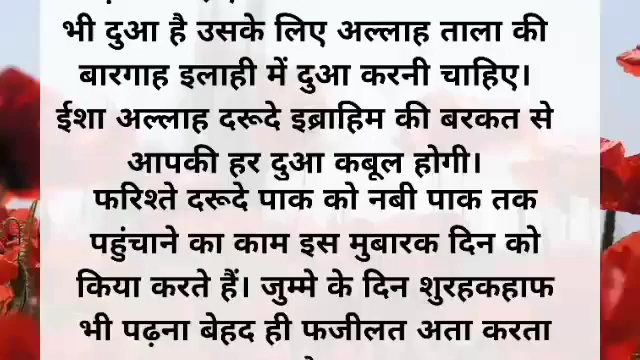 भी दुआ है उसके लिए अल्लाह ताला की
बारगाह इलाही में दुआ करनी चाहिए।
ईशा अल्लाह दरूदे इब्राहिम की बरकत से
आपकी हर दुआ कबूल होगी।
फरिश्ते दरूदे पाक को नबी पाक तक
पहुंचाने का काम इस मुबारक दिन को
किया करते हैं। जुम्मे के दिन शुरहकहाफ
भी पढ़ना बेहद ही फजीलत अता करता